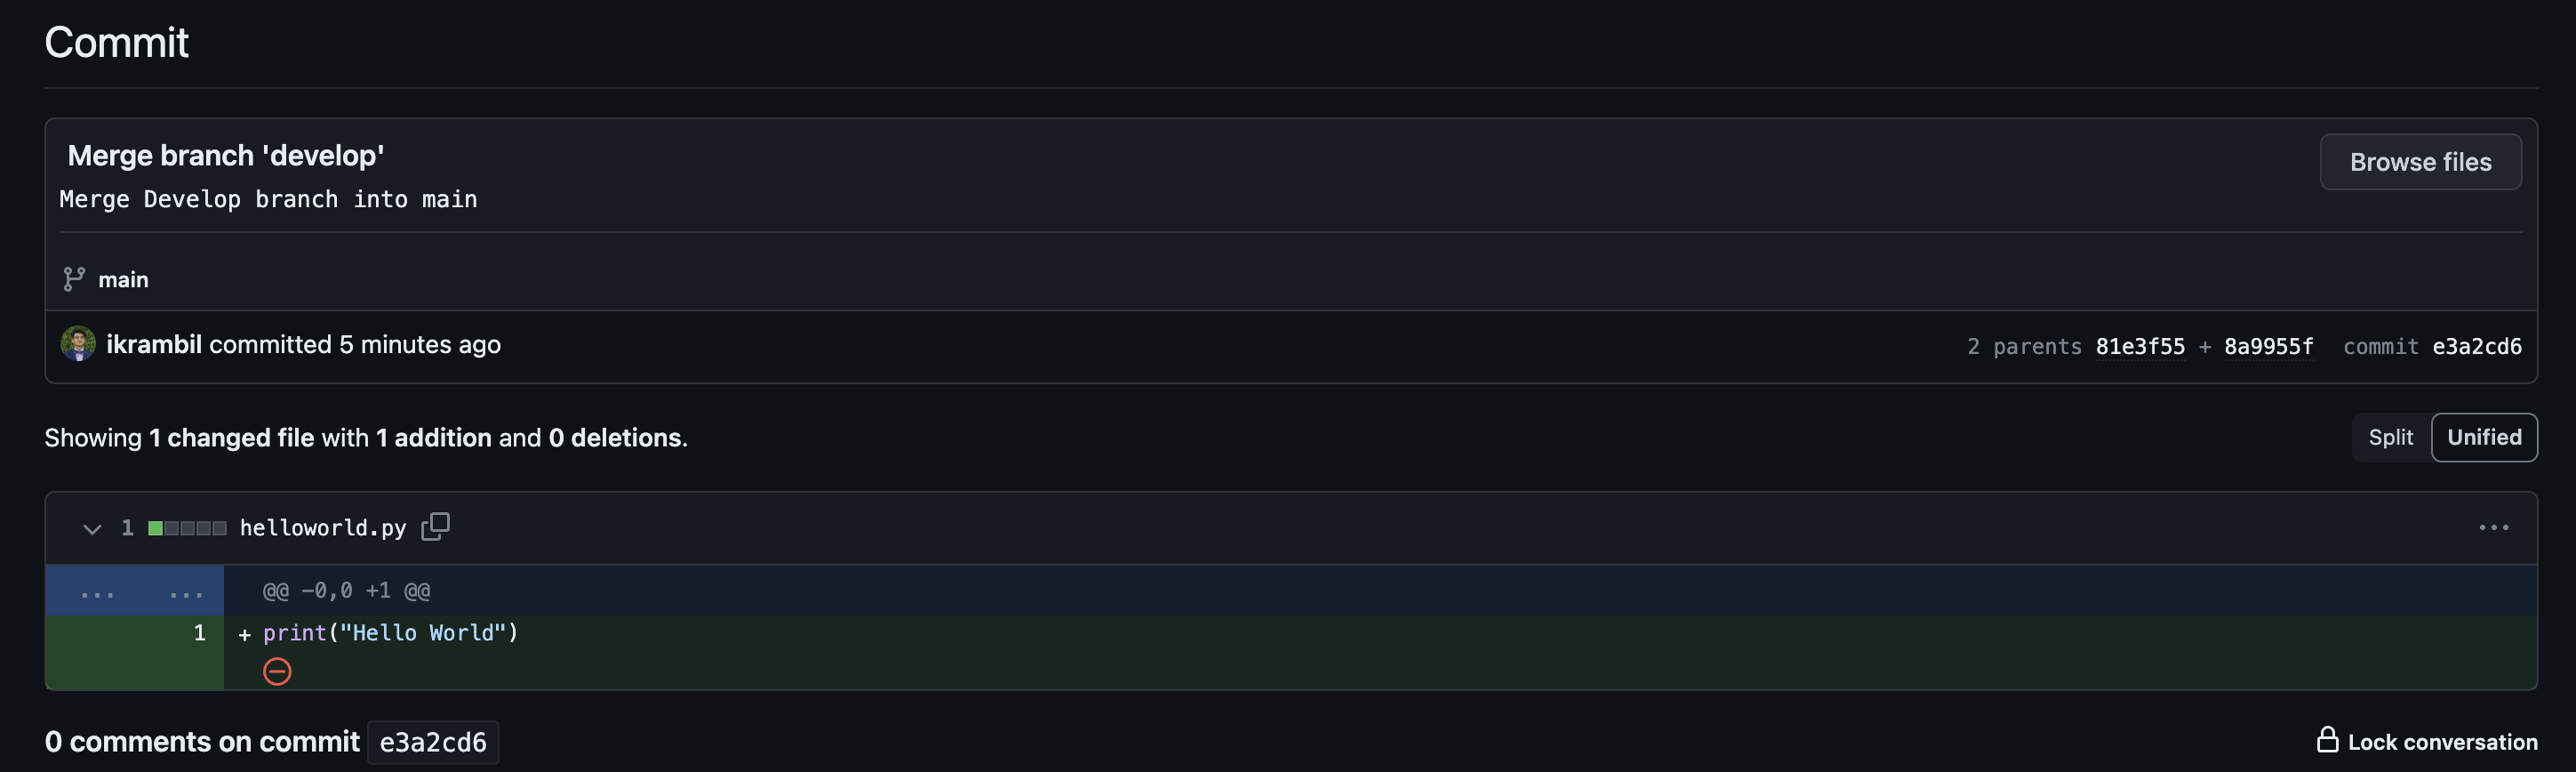 Commit
Merge branch 'develop'
Browse files
Merge Develop branch into main
main
ikrambil committed 5 minutes ago
2 parents 81e3f55 + 8a9955f commit e3a2cd6
Showing 1 changed file with 1 addition and 0 deletions.
Split Unified
1 helloworld.py
... ... @@ -0,0 +1 @@
1 + print("Hello World")
0 comments on commit e3a2cd6
Lock conversation